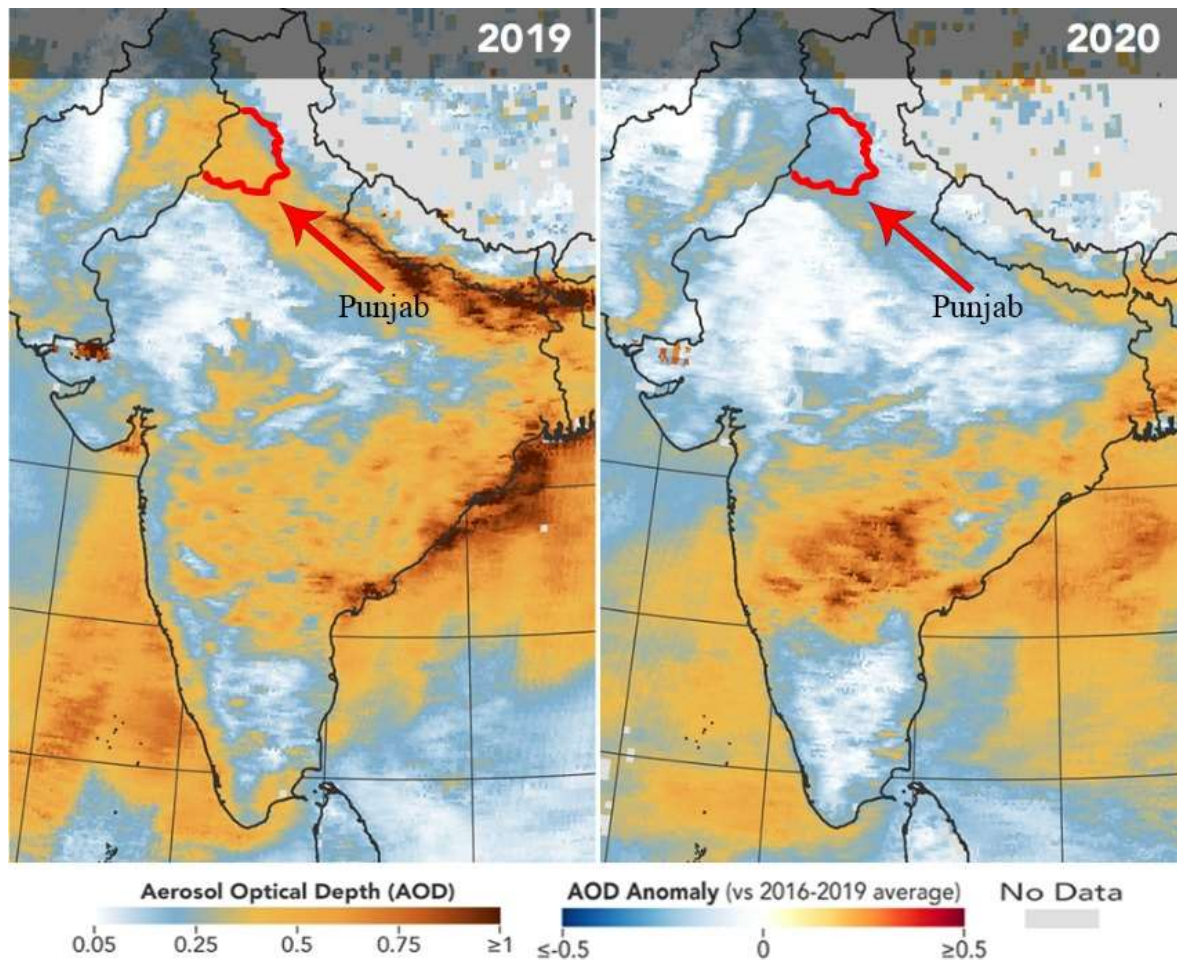 2019
2020
Punjab
Punjab
Aerosol Optical Depth (AOD)
0.05 0.25 0.5 0.75 ≥1
AOD Anomaly (vs 2016-2019 average)
≤-0.5 0 ≥0.5
No Data